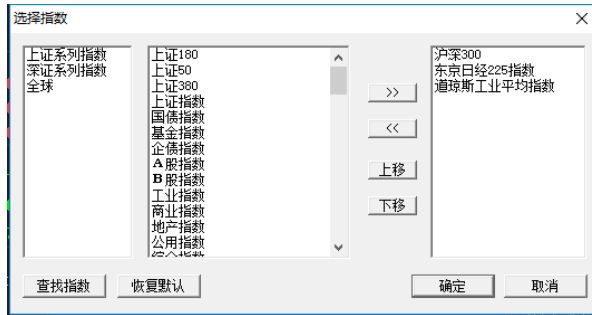 选择指数
上证系列指数
深证系列指数
全球
上证180
上证50
上证380
上证指数
国债指数
基金指数
企债指数
A股指数
B股指数
工业指数
商业指数
地产指数
公用指数
综合指数
>>
<<
上移
下移
沪深300
东京日经225指数
道琼斯工业平均指数
查找指数
恢复默认
确定
取消